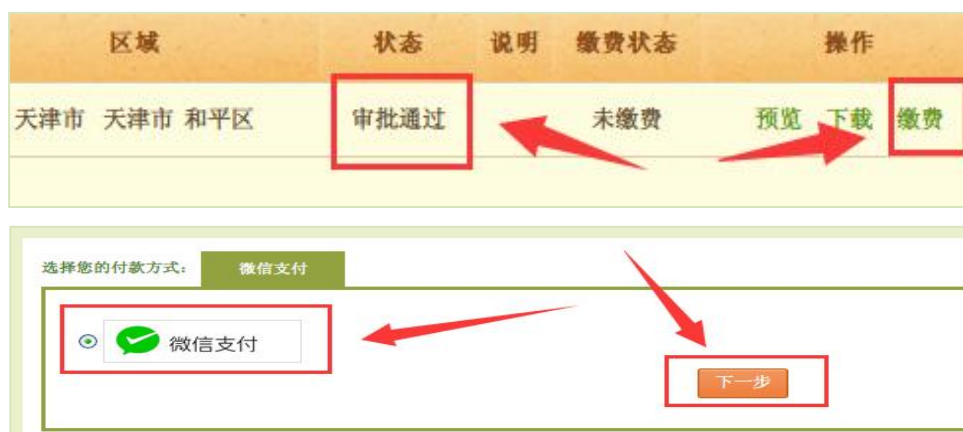 区域 状态 说明 缴费状态 操作
天津市 天津市 和平区 审批通过 未缴费 预览 下载 缴费
选择您的付款方式: 微信支付
微信支付
下一步